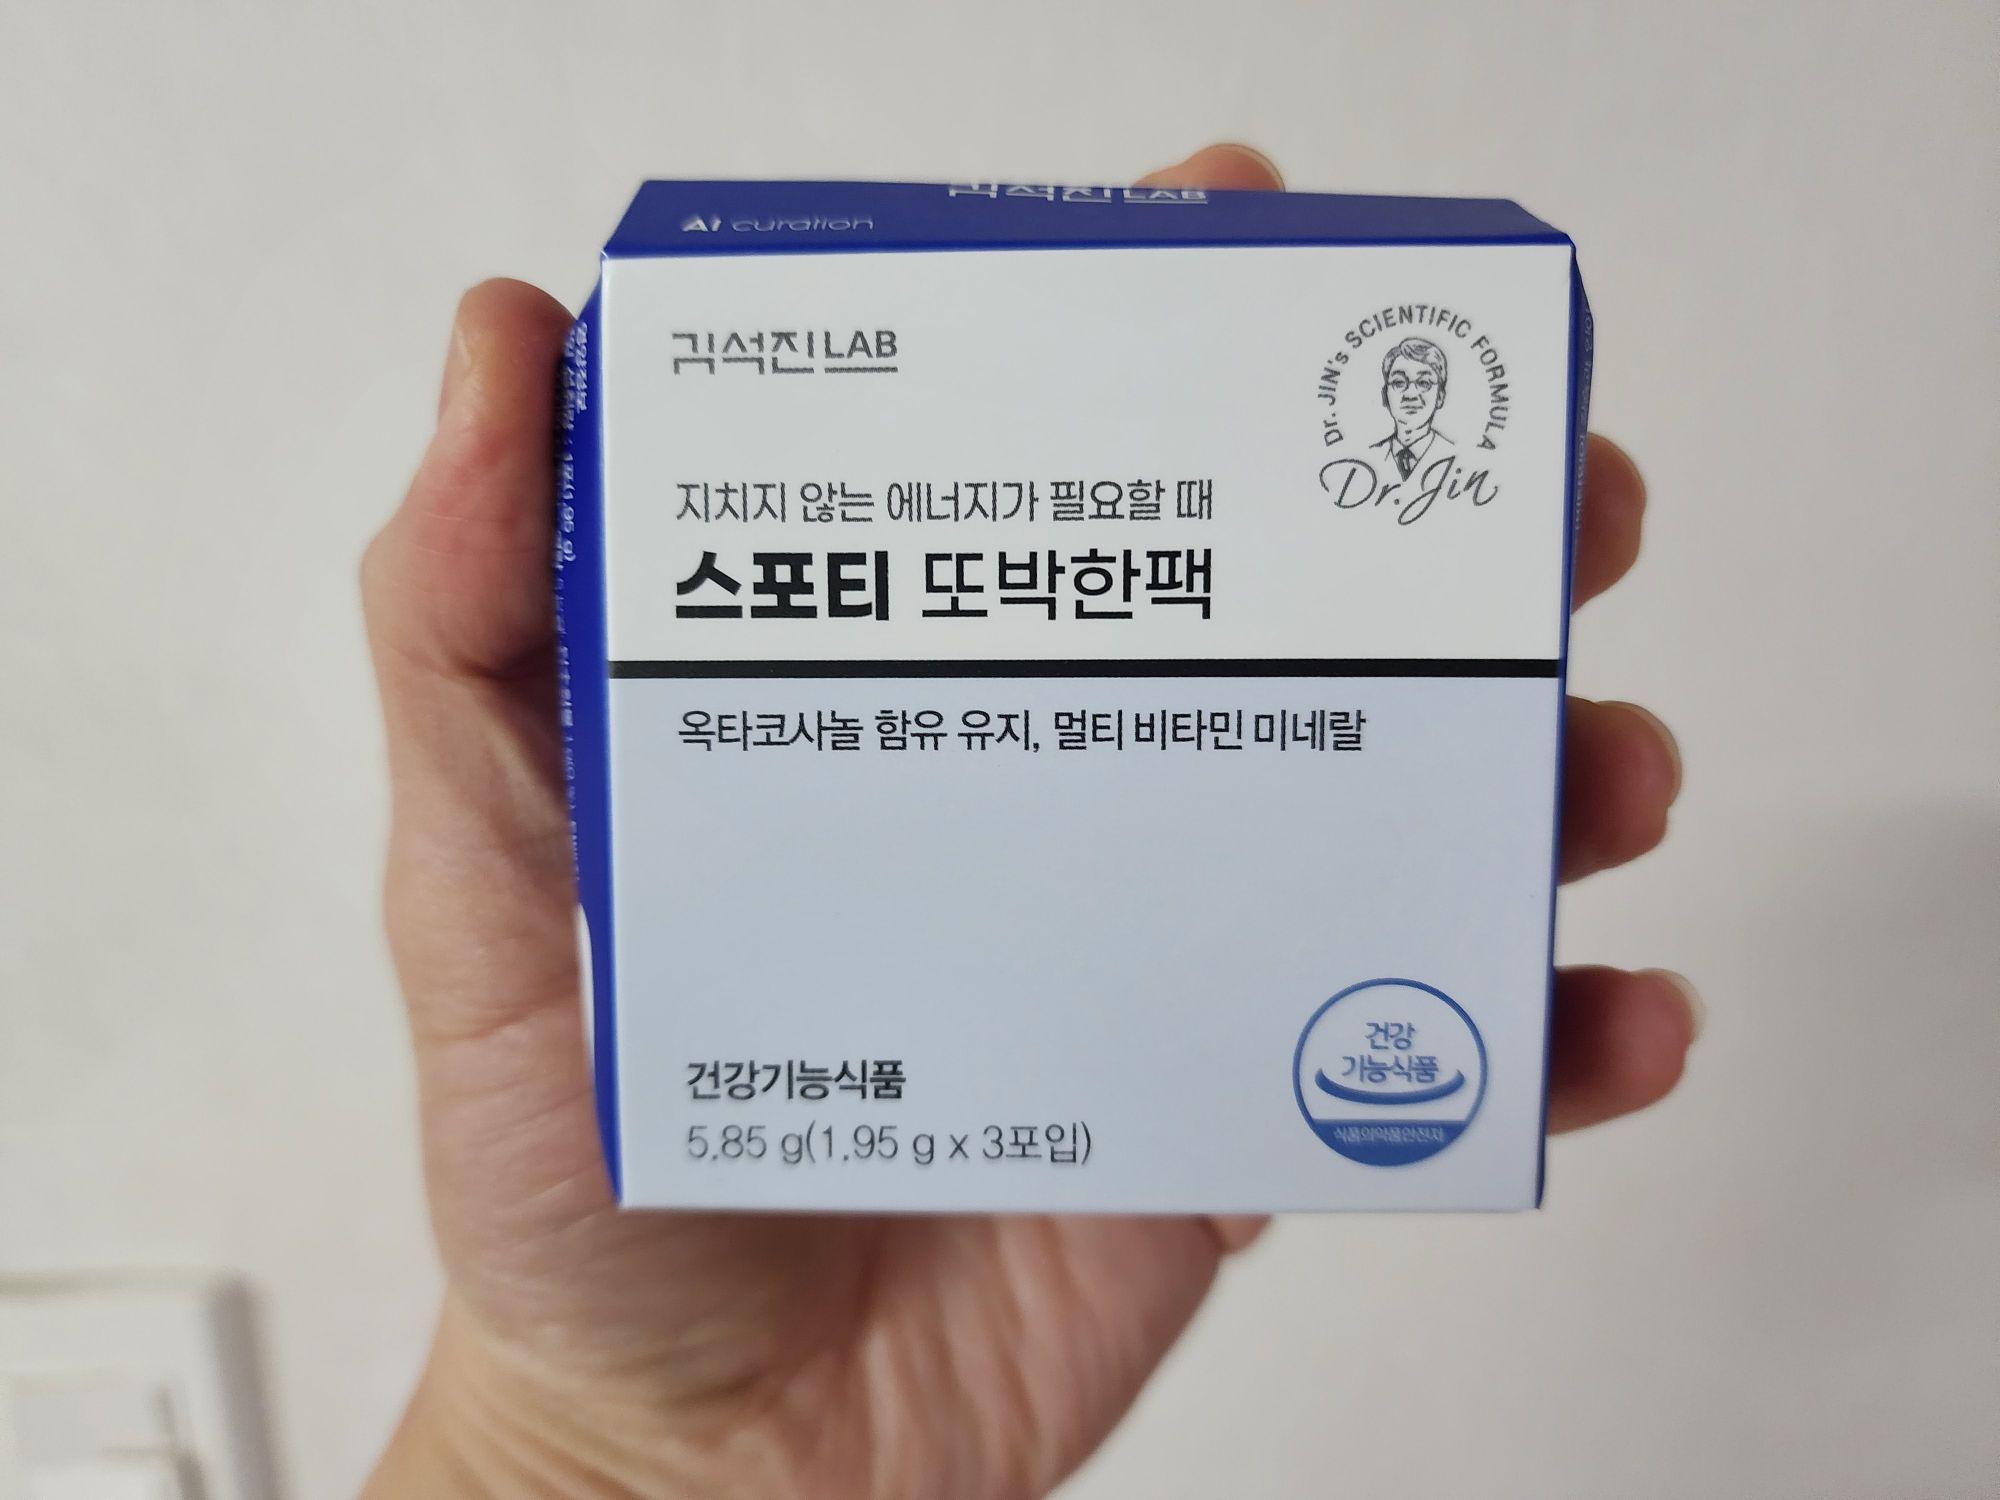 김석진LAB
AI curation
김석진LAB
Dr. JIN's SCIENTIFIC FORMULA
Dr. Jin
지치지 않는 에너지가 필요할 때
스포티 또박한팩
옥타코사놀 함유 유지, 멀티 비타민 미네랄
건강기능식품
5.85 g(1.95 g x 3포입)
건강
기능식품
식품의약품안전처